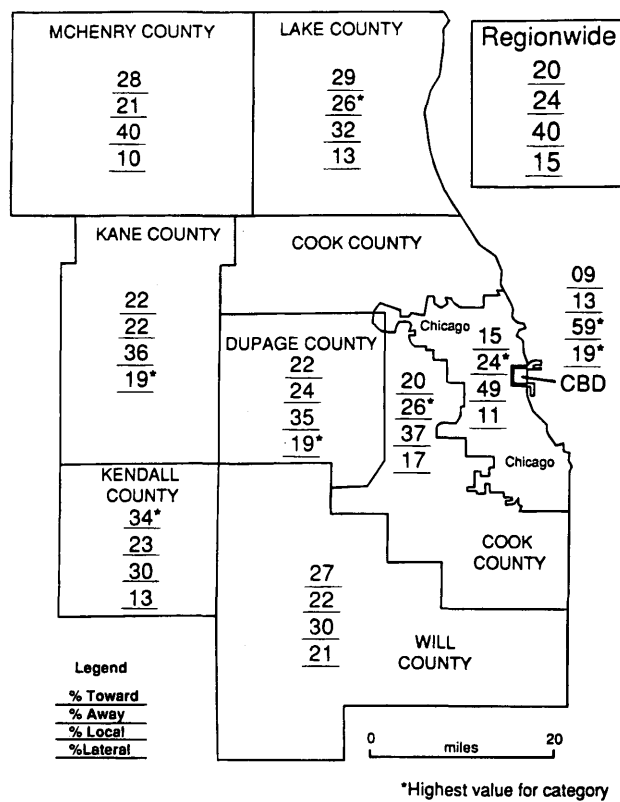 MCHENRY COUNTY
28
21
40
10
LAKE COUNTY
29
26*
32
13
Regionwide
20
24
40
15
KANE COUNTY
22
22
36
19*
COOK COUNTY
Chicago
15
24*
49
11
09
13
59*
19*
CBD
DUPAGE COUNTY
22
24
35
19*
20
26*
37
17
Chicago
KENDALL
COUNTY
34*
23
30
13
COOK
COUNTY
27
22
30
21
WILL
COUNTY
Legend
% Toward
% Away
% Local
%Lateral
0 20
miles
*Highest value for category